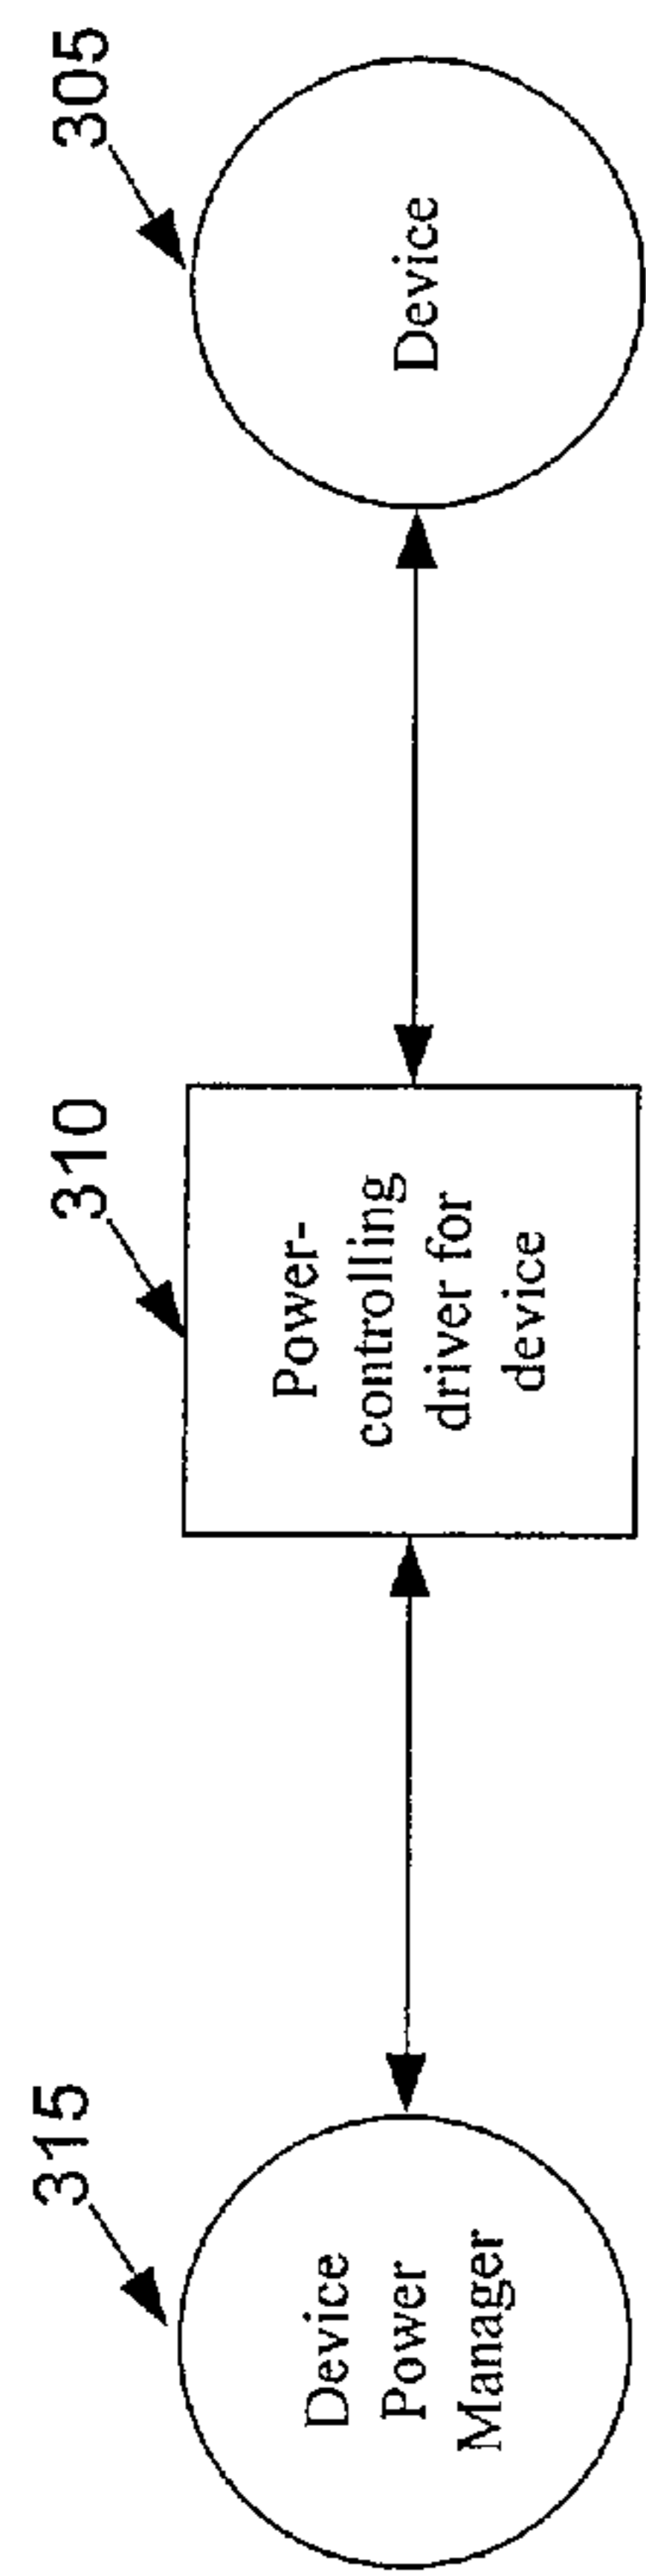 315
Device
Power
Manager
310
Power-
controlling
driver for
device
305
Device